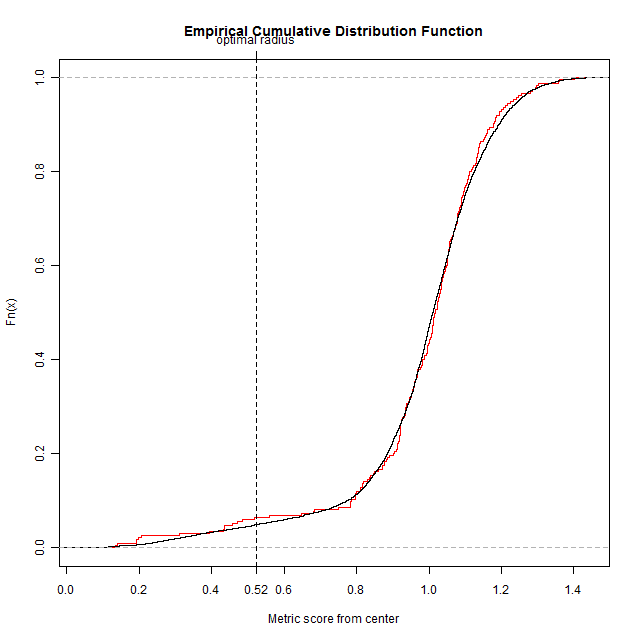 Empirical Cumulative Distribution Function
optimal radius
1.0
0.8
0.6
0.4
0.2
0.0
Fn(x)
0.0 0.2 0.4 0.52 0.6 0.8 1.0 1.2 1.4
Metric score from center